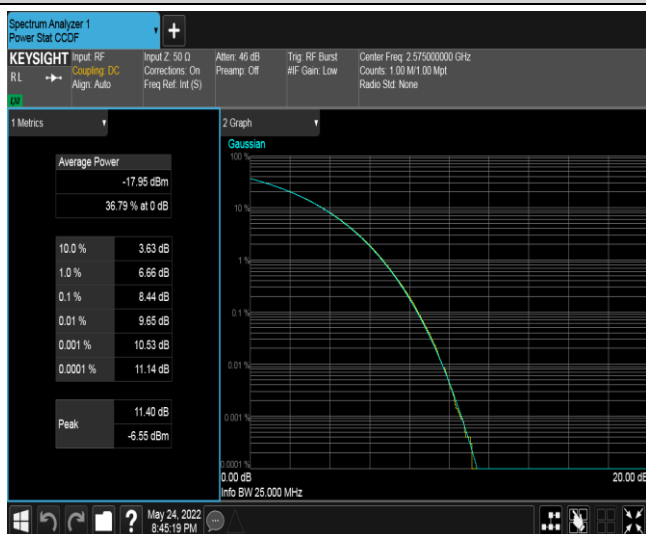 Spectrum Analyzer 1
Power Stat CCDF
KEYSIGHT
RL
Input: RF
Coupling: DC
Align: Auto
Input Z: 50 Ω
Corrections: On
Freq Ref: Int (S)
Atten: 46 dB
Preamp: Off
Trig: RF Burst
#IF Gain: Low
Center Freq: 2.575000000 GHz
Counts: 1.00 M/1.00 Mpt
Radio Std: None
1 Metrics
Average Power
-17.95 dBm
36.79 % at 0 dB
10.0 % 3.63 dB
1.0 % 6.66 dB
0.1 % 8.44 dB
0.01 % 9.65 dB
0.001 % 10.53 dB
0.0001 % 11.14 dB
Peak
11.40 dB
-6.55 dBm
2 Graph
Gaussian
100 %
10 %
1 %
0.1 %
0.01 %
0.001 %
0.0001 %
0.00 dB
20.00 dB
Info BW 25.000 MHz
?
May 24, 2022
8:45:19 PM